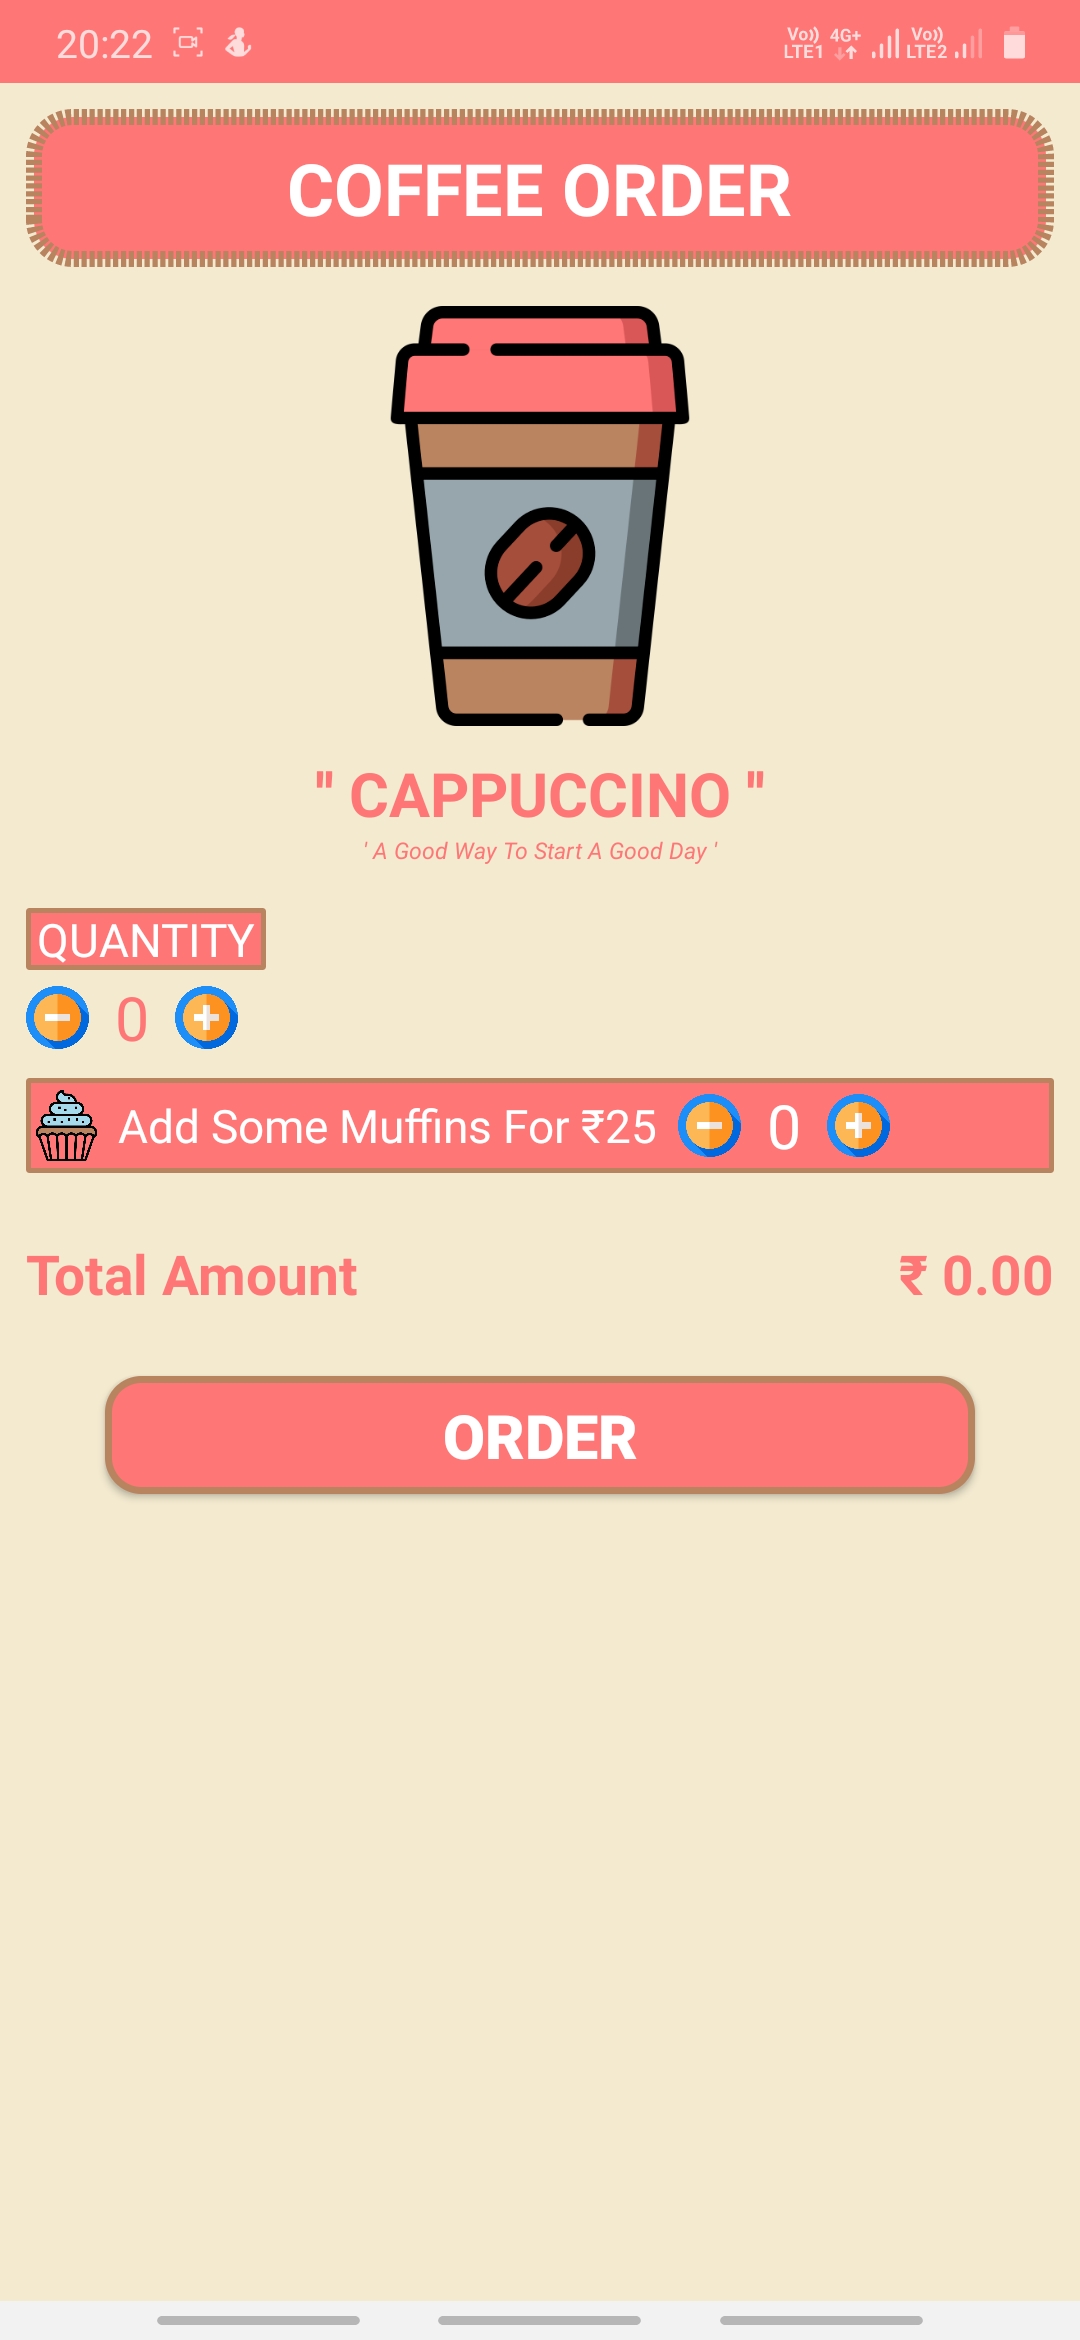 20:22 Vo)) LTE1 4G+ Vo)) LTE2
COFFEE ORDER
" CAPPUCCINO "
' A Good Way To Start A Good Day '
QUANTITY
0
Add Some Muffins For ₹25 0
Total Amount ₹ 0.00
ORDER